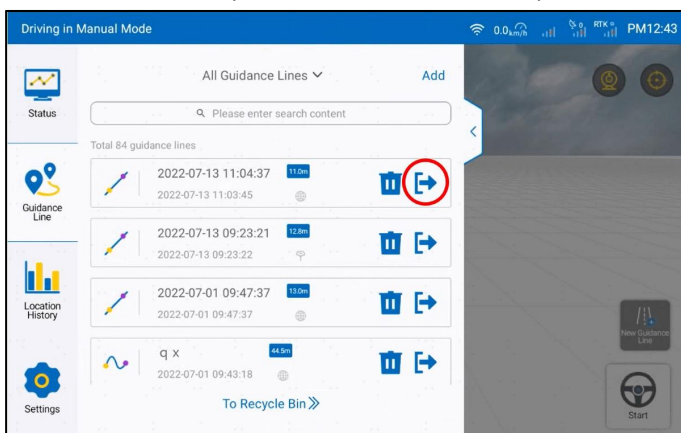 Driving in Manual Mode
0.0km/h
0
RTK 0
PM12:43
Status
Guidance
Line
Location
History
Settings
All Guidance Lines
Add
Please enter search content
Total 84 guidance lines
2022-07-13 11:04:37 11.0m
2022-07-13 11:03:45
2022-07-13 09:23:21 12.8m
2022-07-13 09:23:22
2022-07-01 09:47:37 13.0m
2022-07-01 09:47:37
q x 44.5m
2022-07-01 09:43:18
To Recycle Bin
New Guidance
Line
Start